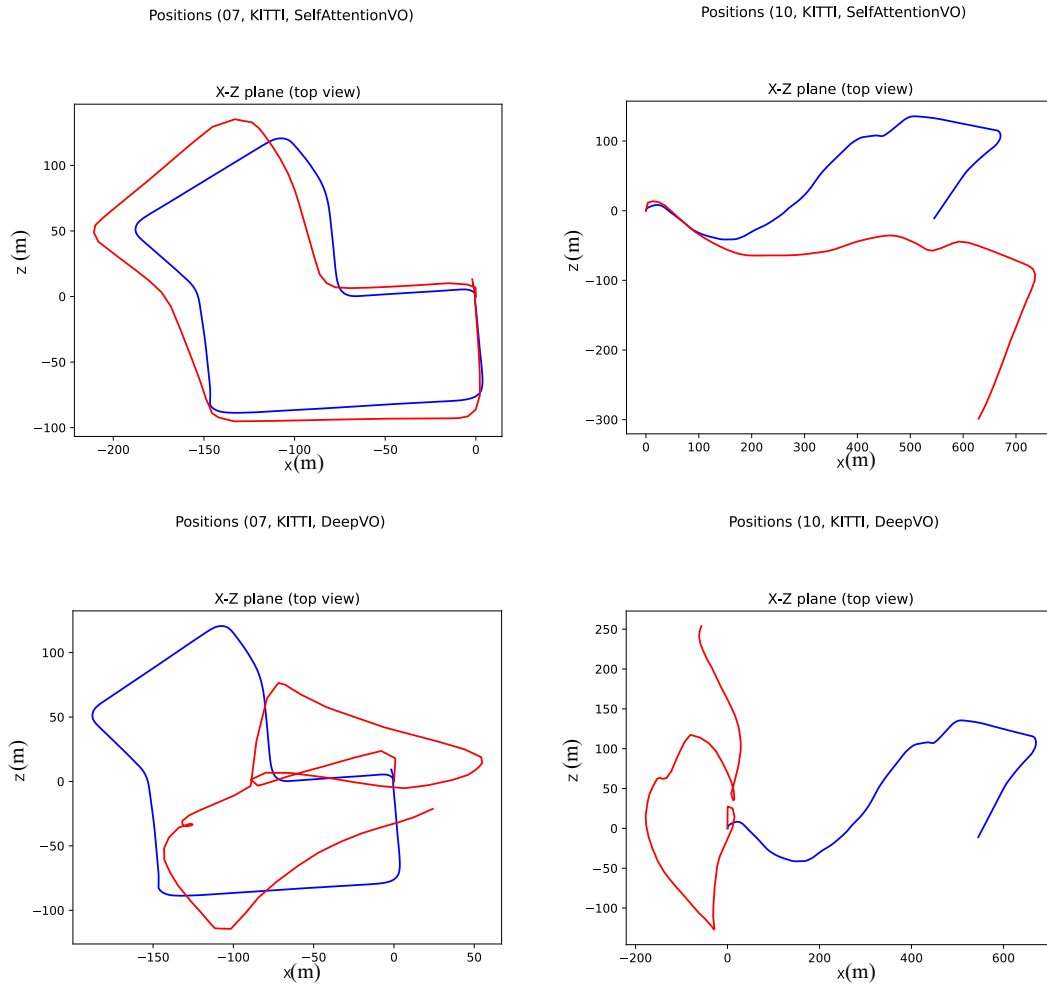 Positions (07, KITTI, SelfAttentionVO)
X-Z plane (top view)
100
50
0
−50
−100
z (m)
−200
−150
−100
−50
0
x(m)
Positions (10, KITTI, SelfAttentionVO)
X-Z plane (top view)
100
0
−100
−200
−300
z (m)
0
100
200
300
400
500
600
700
x(m)
Positions (07, KITTI, DeepVO)
X-Z plane (top view)
100
50
0
−50
−100
z (m)
−150
−100
−50
0
50
x(m)
Positions (10, KITTI, DeepVO)
X-Z plane (top view)
250
200
150
100
50
0
−50
−100
z (m)
−200
0
200
400
600
x(m)